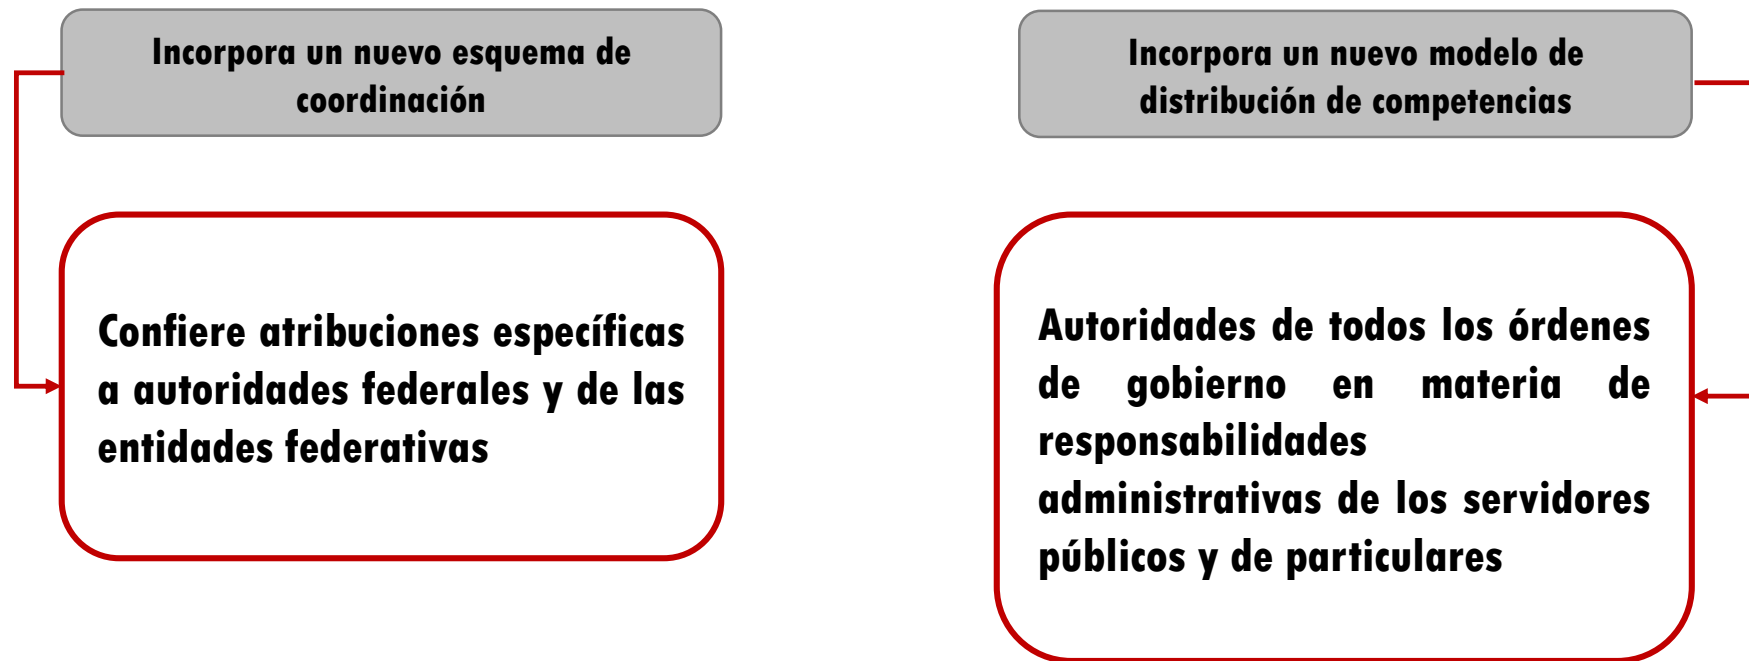 Incorpora un nuevo esquema de
coordinación
Confiere atribuciones específicas
a autoridades federales y de las
entidades federativas
Incorpora un nuevo modelo de
distribución de competencias
Autoridades de todos los órdenes
de gobierno en materia de
responsabilidades
administrativas de los servidores
públicos y de particulares